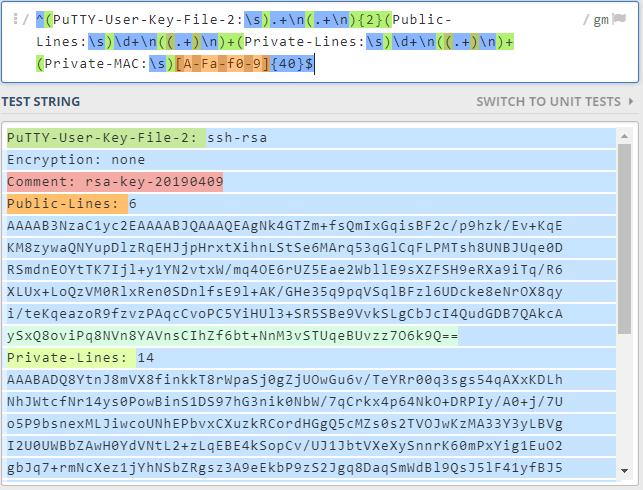 ^(PuTTY-User-Key-File-2:\s).+\n(.+\n){2}(Public-
Lines:\s)\d+\n((.+)\n)+(Private-Lines:\s)\d+\n((.+)\n)+
(Private-MAC:\s)[A-Fa-f0-9]{40}$
/ gm
TEST STRING
SWITCH TO UNIT TESTS
PuTTY-User-Key-File-2: ssh-rsa
Encryption: none
Comment: rsa-key-20190409
Public-Lines: 6
AAAAB3NzaC1yc2EAAAABJQAAAQEAgNk4GTZm+fsQmIxGqisBF2c/p9hzk/Ev+KqE
KM8zywaQNYupDlzRqEHJjpHrxtXihnLStSe6MArq53qGlCqFLPMTsh8UNBJUqe0D
RSmdnEOYtTK7Ijl+y1YN2vtxW/mq4OE6rUZ5Eae2WbllE9sXZFSH9eRXa9iTq/R6
XLUx+LoQzVM0RlxRen0SDnlfsE9l+AK/GHe35q9pqVSqlBFzl6UDcke8eNrOX8qy
i/teKqeazoR9fzvzPAqcCvoPC5YiHUl3+SR5SBe9VvkSLgCbJcI4QudGDB7QAkcA
ySxQ8oviPq8NVn8YAVnsCIhZf6bt+NnM3vSTUqeBUvzz7O6k9Q==
Private-Lines: 14
AAABADQ8YtnJ8mVX8finkkT8rWpaSj0gZjUOwGu6v/TeYRr00q3sgs54qAXxKDLh
NhJWtcfNr14ys0PowBinS1DS97hG3nik0NbW/7qCrkx4p64NkO+DRPIy/A0+j/7U
o5P9bsnexMLJiwcoUNhEPbvxCXuzkRCordHGgQ5cMZs0s2TVOJwKzMA33Y3yLBVg
I2U0UWBbZAwH0YdVNtL2+zLqEBE4kSopCv/UJ1JbtVXeXySnnrK60mPxYig1EuO2
gbJq7+rmNcXez1jYhNSbZRgsz3A9eEkbP9zS2Jgq8DaqSmWdBl9QsJ5lF41yfBJ5